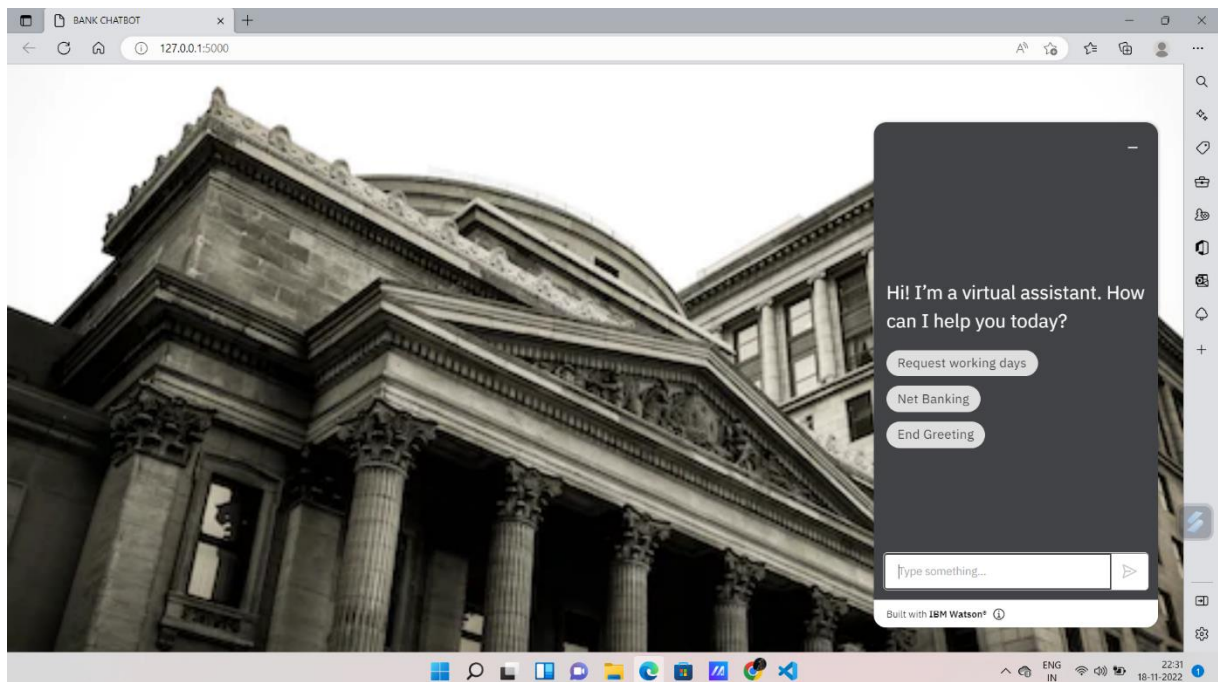 BANK CHATBOT
127.0.0.1:5000
Hi! I'm a virtual assistant. How
can I help you today?
Request working days
Net Banking
End Greeting
Type something...
Built with IBM Watson®
ENG
IN
22:31
18-11-2022
1